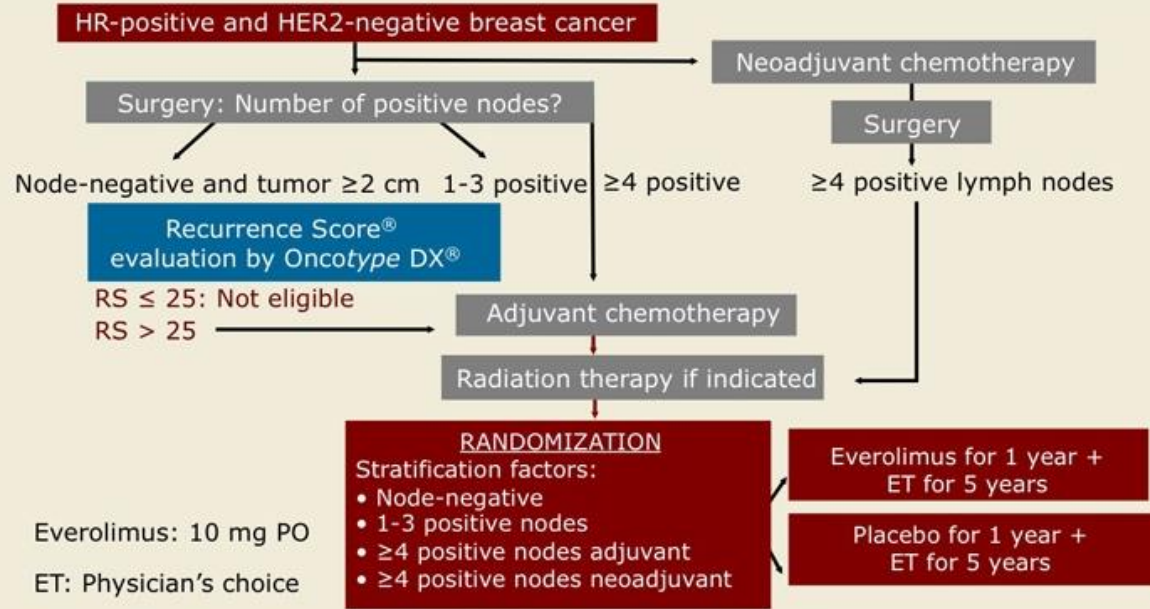 HR-positive and HER2-negative breast cancer
Neoadjuvant chemotherapy
Surgery: Number of positive nodes?
Surgery
Node-negative and tumor ≥2 cm
1-3 positive
≥4 positive
≥4 positive lymph nodes
Recurrence Score®
evaluation by Oncotype DX®
RS ≤ 25: Not eligible
RS > 25
Adjuvant chemotherapy
Radiation therapy if indicated
RANDOMIZATION
Stratification factors:
• Node-negative
• 1-3 positive nodes
• ≥4 positive nodes adjuvant
• ≥4 positive nodes neoadjuvant
Everolimus for 1 year +
ET for 5 years
Placebo for 1 year +
ET for 5 years
Everolimus: 10 mg PO
ET: Physician's choice